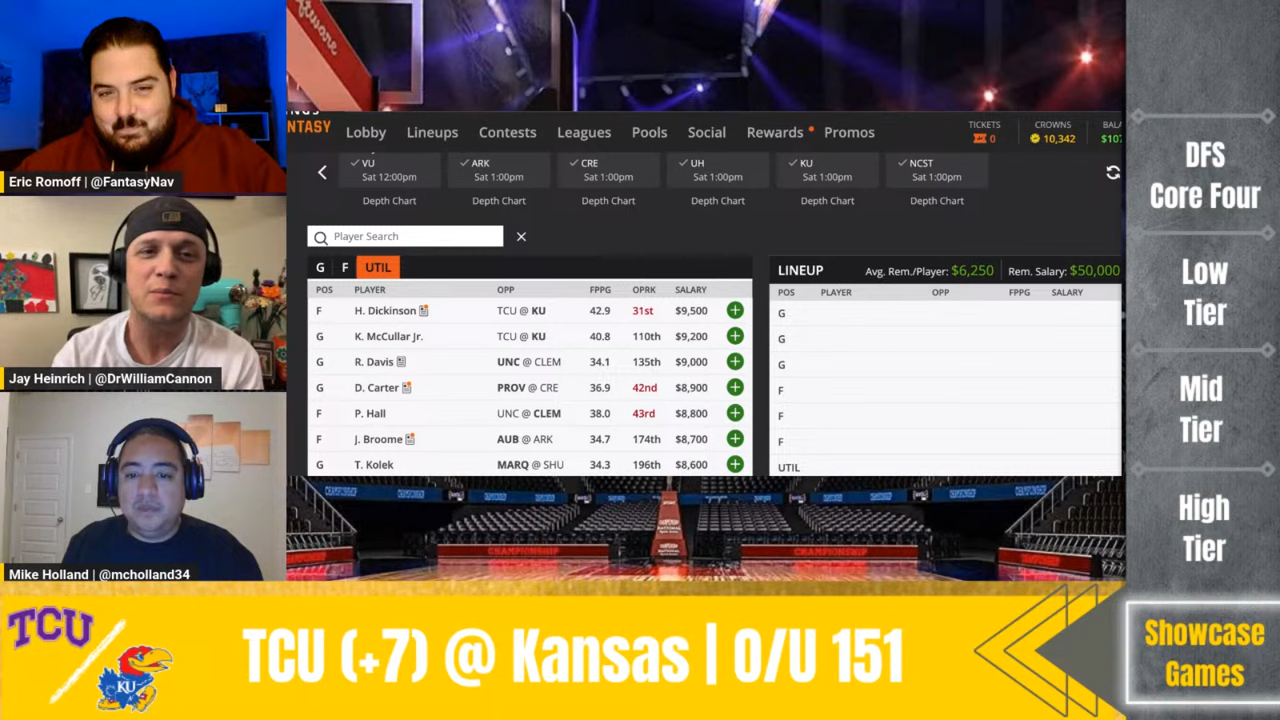 Eric Romoff | @FantasyNav
Jay Heinrich | @DrWilliamCannon
Mike Holland | @mcholland34
NTASY
Lobby Lineups Contests Leagues Pools Social Rewards Promos
TICKETS 0
CROWNS 10,342
VU ARK CRE UH KU NCST
Sat 12:00pm Sat 1:00pm Sat 1:00pm Sat 1:00pm Sat 1:00pm Sat 1:00pm
Depth Chart Depth Chart Depth Chart Depth Chart Depth Chart Depth Chart
Player Search
G F UTIL
POS PLAYER OPP FPPG OPRK SALARY
F H. Dickinson TCU @ KU 42.9 31st $9,500
G K. McCullar Jr. TCU @ KU 40.8 110th $9,200
G R. Davis UNC @ CLEM 34.1 135th $9,000
G D. Carter PROV @ CRE 36.9 42nd $8,900
F P. Hall UNC @ CLEM 38.0 43rd $8,800
F J. Broome AUB @ ARK 34.7 174th $8,700
G T. Kolek MARQ @ SHU 34.3 196th $8,600
LINEUP Avg. Rem./Player: $6,250 Rem. Salary: $50,000
POS PLAYER OPP FPPG SALARY
G
G
G
F
F
F
UTIL
CHAMPIONSHIP
CHAMPIONSHIP
DFS
Core Four
Low
Tier
Mid
Tier
High
Tier
Showcase
Games
TCU
KU
TCU (+7) @ Kansas | O/U 151